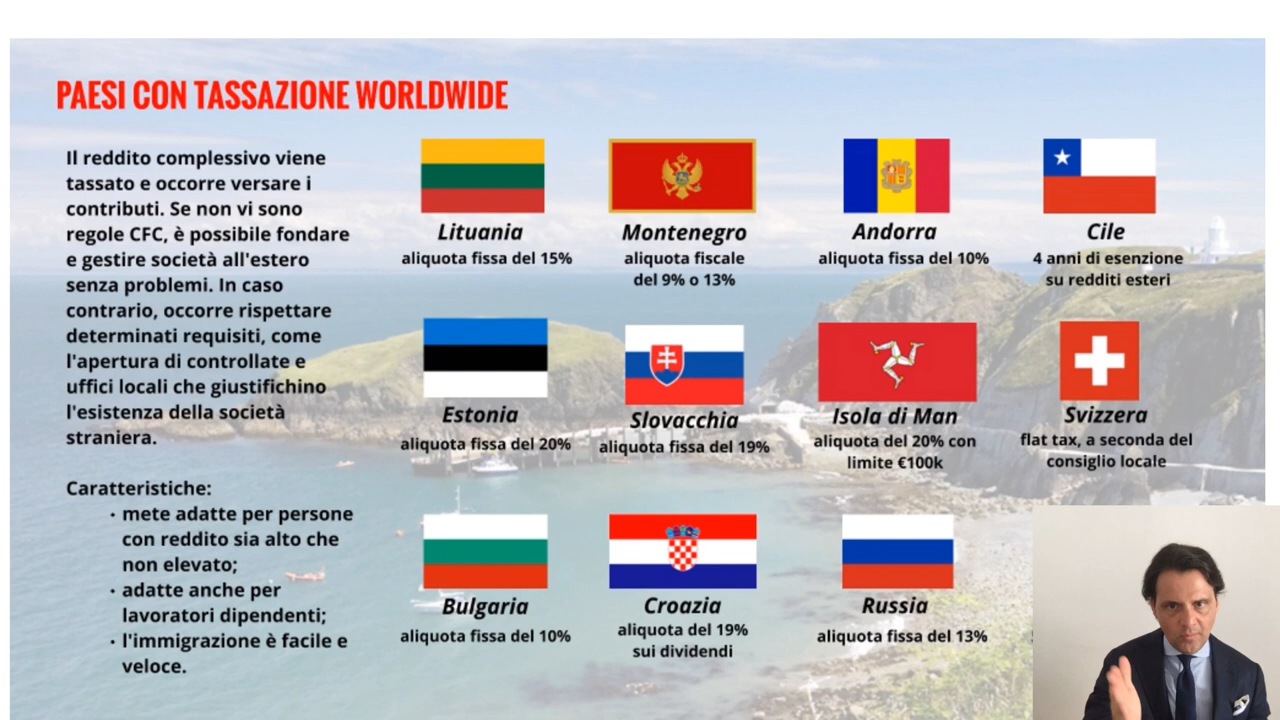 PAESI CON TASSAZIONE WORLDWIDE
Il reddito complessivo viene
tassato e occorre versare i
contributi. Se non vi sono
regole CFC, è possibile fondare
e gestire società all'estero
senza problemi. In caso
contrario, occorre rispettare
determinati requisiti, come
l'apertura di controllate e
uffici locali che giustifichino
l'esistenza della società
straniera.
Caratteristiche:
· mete adatte per persone
con reddito sia alto che
non elevato;
· adatte anche per
lavoratori dipendenti;
· l'immigrazione è facile e
veloce.
Lituania
aliquota fissa del 15%
Montenegro
aliquota fiscale
del 9% o 13%
Andorra
aliquota fissa del 10%
Cile
4 anni di esenzione
su redditi esteri
Estonia
aliquota fissa del 20%
Slovacchia
aliquota fissa del 19%
Isola di Man
aliquota del 20% con
limite €100k
Svizzera
flat tax, a seconda del
consiglio locale
Bulgaria
aliquota fissa del 10%
Croazia
aliquota del 19%
sui dividendi
Russia
aliquota fissa del 13%